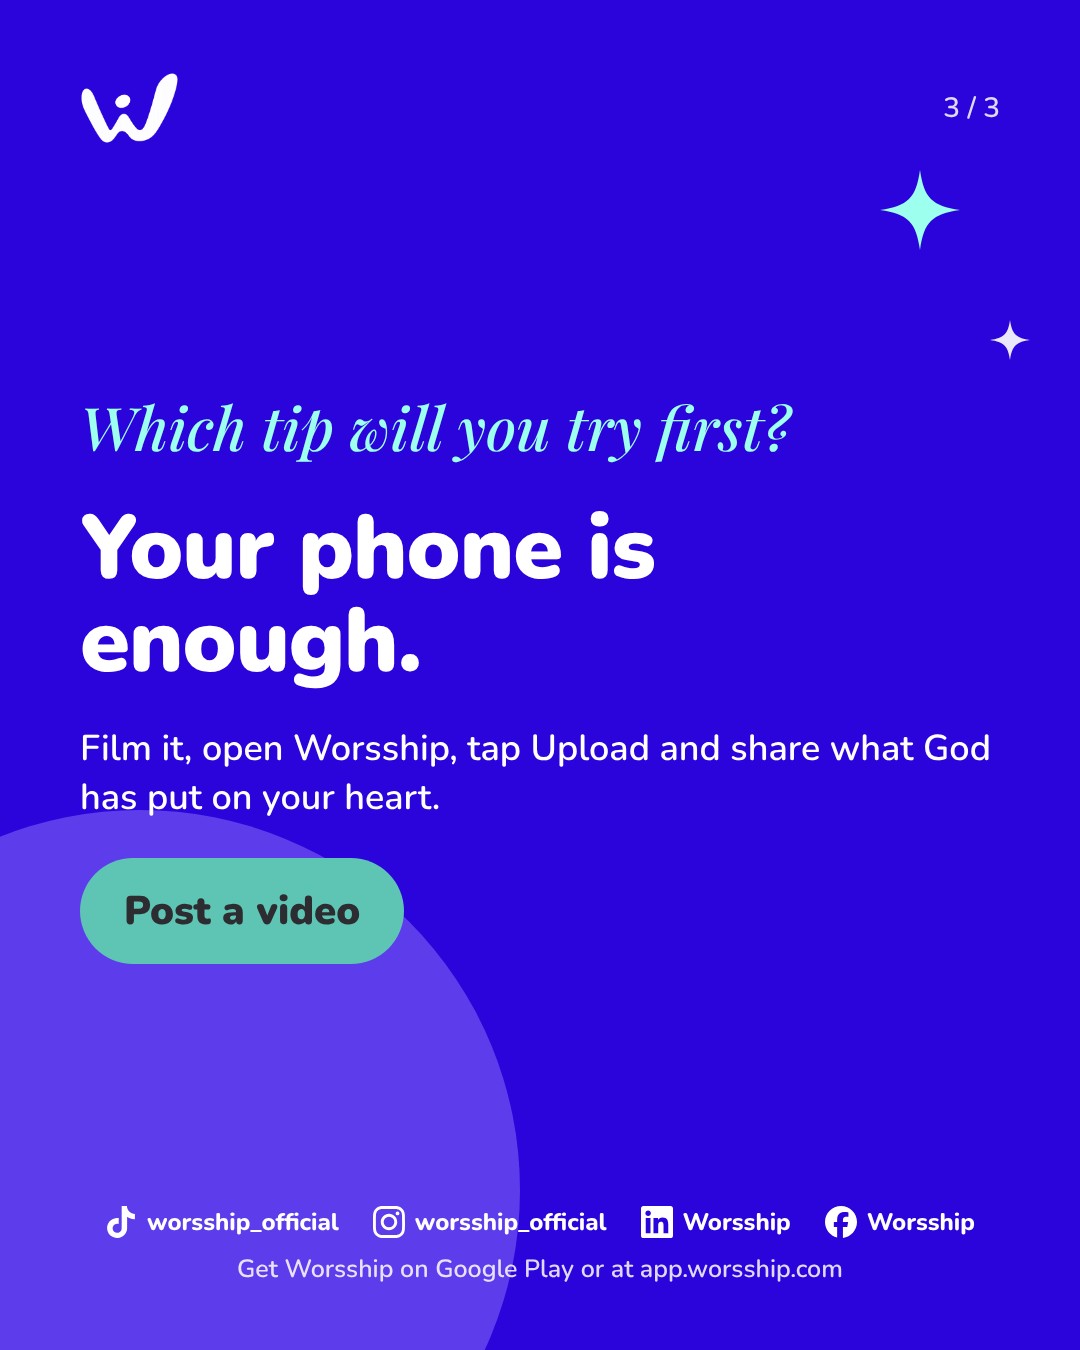 3 / 3
Which tip will you try first?
Your phone is
enough.
Film it, open Worsship, tap Upload and share what God
has put on your heart.
Post a video
worsship_official worsship_official Worsship Worsship
Get Worsship on Google Play or at app.worsship.com